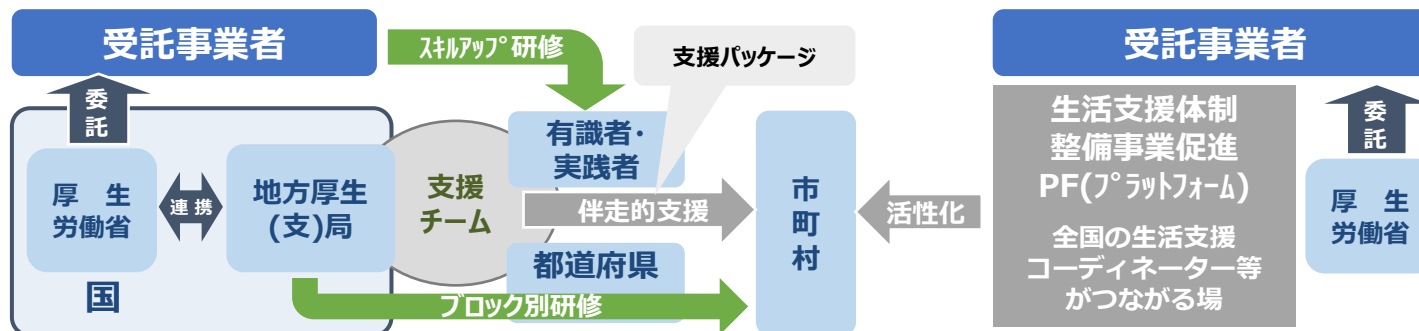 受託事業者
ｽｷﾙｱｯﾌﾟ研修
支援パッケージ
委
託
厚　生
労働省
連 携
地方厚生
(支)局
国
支援
チーム
有識者・
実践者
伴走的支援
都道府県
ブロック別研修
市
町
村
活性化
受託事業者
生活支援体制
整備事業促進
PF(ﾌﾟﾗｯﾄﾌｫｰﾑ)
全国の生活支援
コーディネーター等
がつながる場
委
託
厚　生
労働省